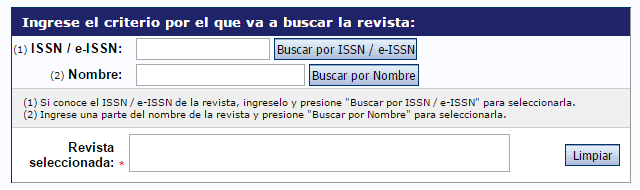 Ingrese el criterio por el que va a buscar la revista:
(1) ISSN / e-ISSN: Buscar por ISSN / e-ISSN
(2) Nombre: Buscar por Nombre
(1) Si conoce el ISSN / e-ISSN de la revista, ingreselo y presione "Buscar por ISSN / e-ISSN" para seleccionarla.
(2) Ingrese una parte del nombre de la revista y presione "Buscar por Nombre" para seleccionarla.
Revista
seleccionada: * Limpiar